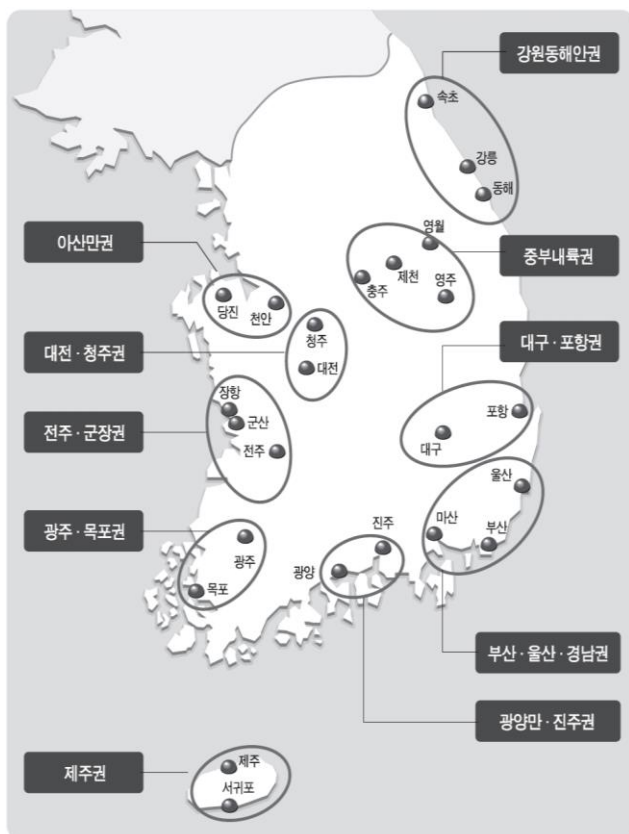 강원동해안권
속초
강릉
동해
아산만권
영월
중부내륙권
제천
충주
영주
당진
천안
청주
대전·청주권
대전
대구·포항권
장항
군산
포항
전주·군장권
전주
대구
울산
마산
부산
진주
광주·목포권
광주
광양
목포
부산·울산·경남권
광양만·진주권
제주권
제주
서귀포